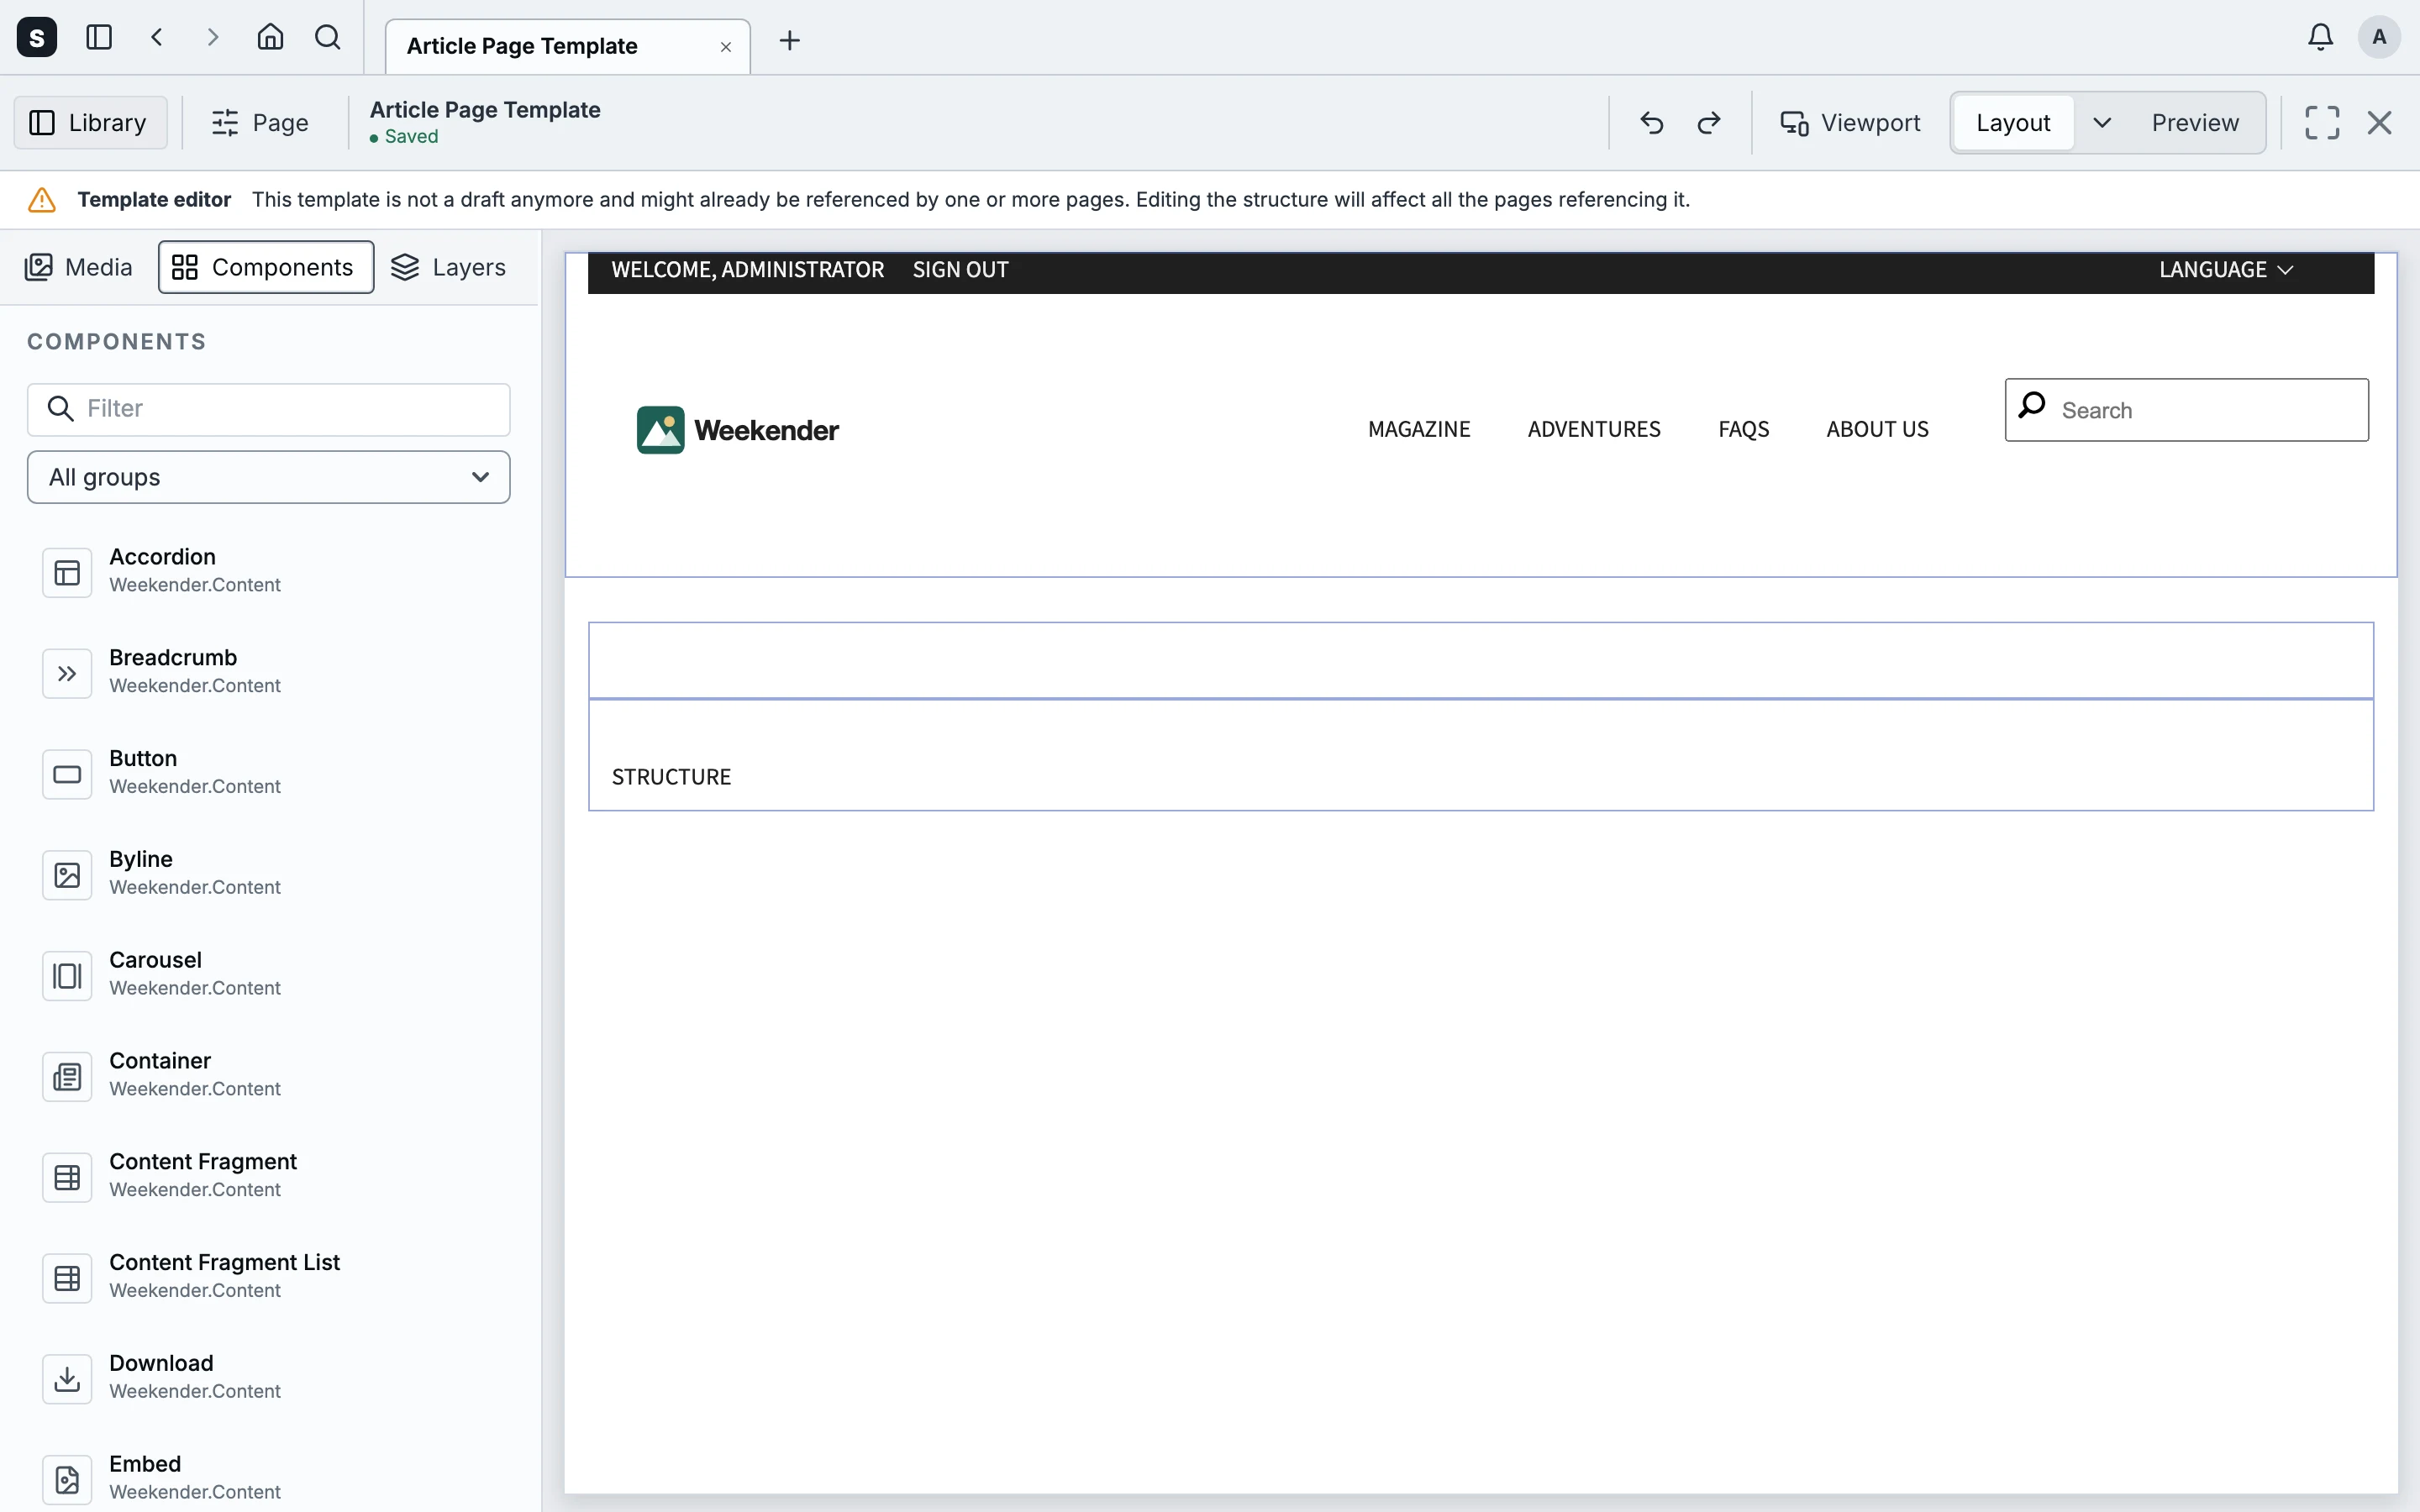 S
Article Page Template
A
Library
Page
Article Page Template
Saved
Viewport
Layout
Preview
Template editor This template is not a draft anymore and might already be referenced by one or more pages. Editing the structure will affect all the pages referencing it.
Media
Components
Layers
COMPONENTS
Filter
All groups
Accordion
Weekender.Content
Breadcrumb
Weekender.Content
Button
Weekender.Content
Byline
Weekender.Content
Carousel
Weekender.Content
Container
Weekender.Content
Content Fragment
Weekender.Content
Content Fragment List
Weekender.Content
Download
Weekender.Content
Embed
Weekender.Content
WELCOME, ADMINISTRATOR SIGN OUT LANGUAGE
Weekender
MAGAZINE ADVENTURES FAQS ABOUT US
Search
STRUCTURE